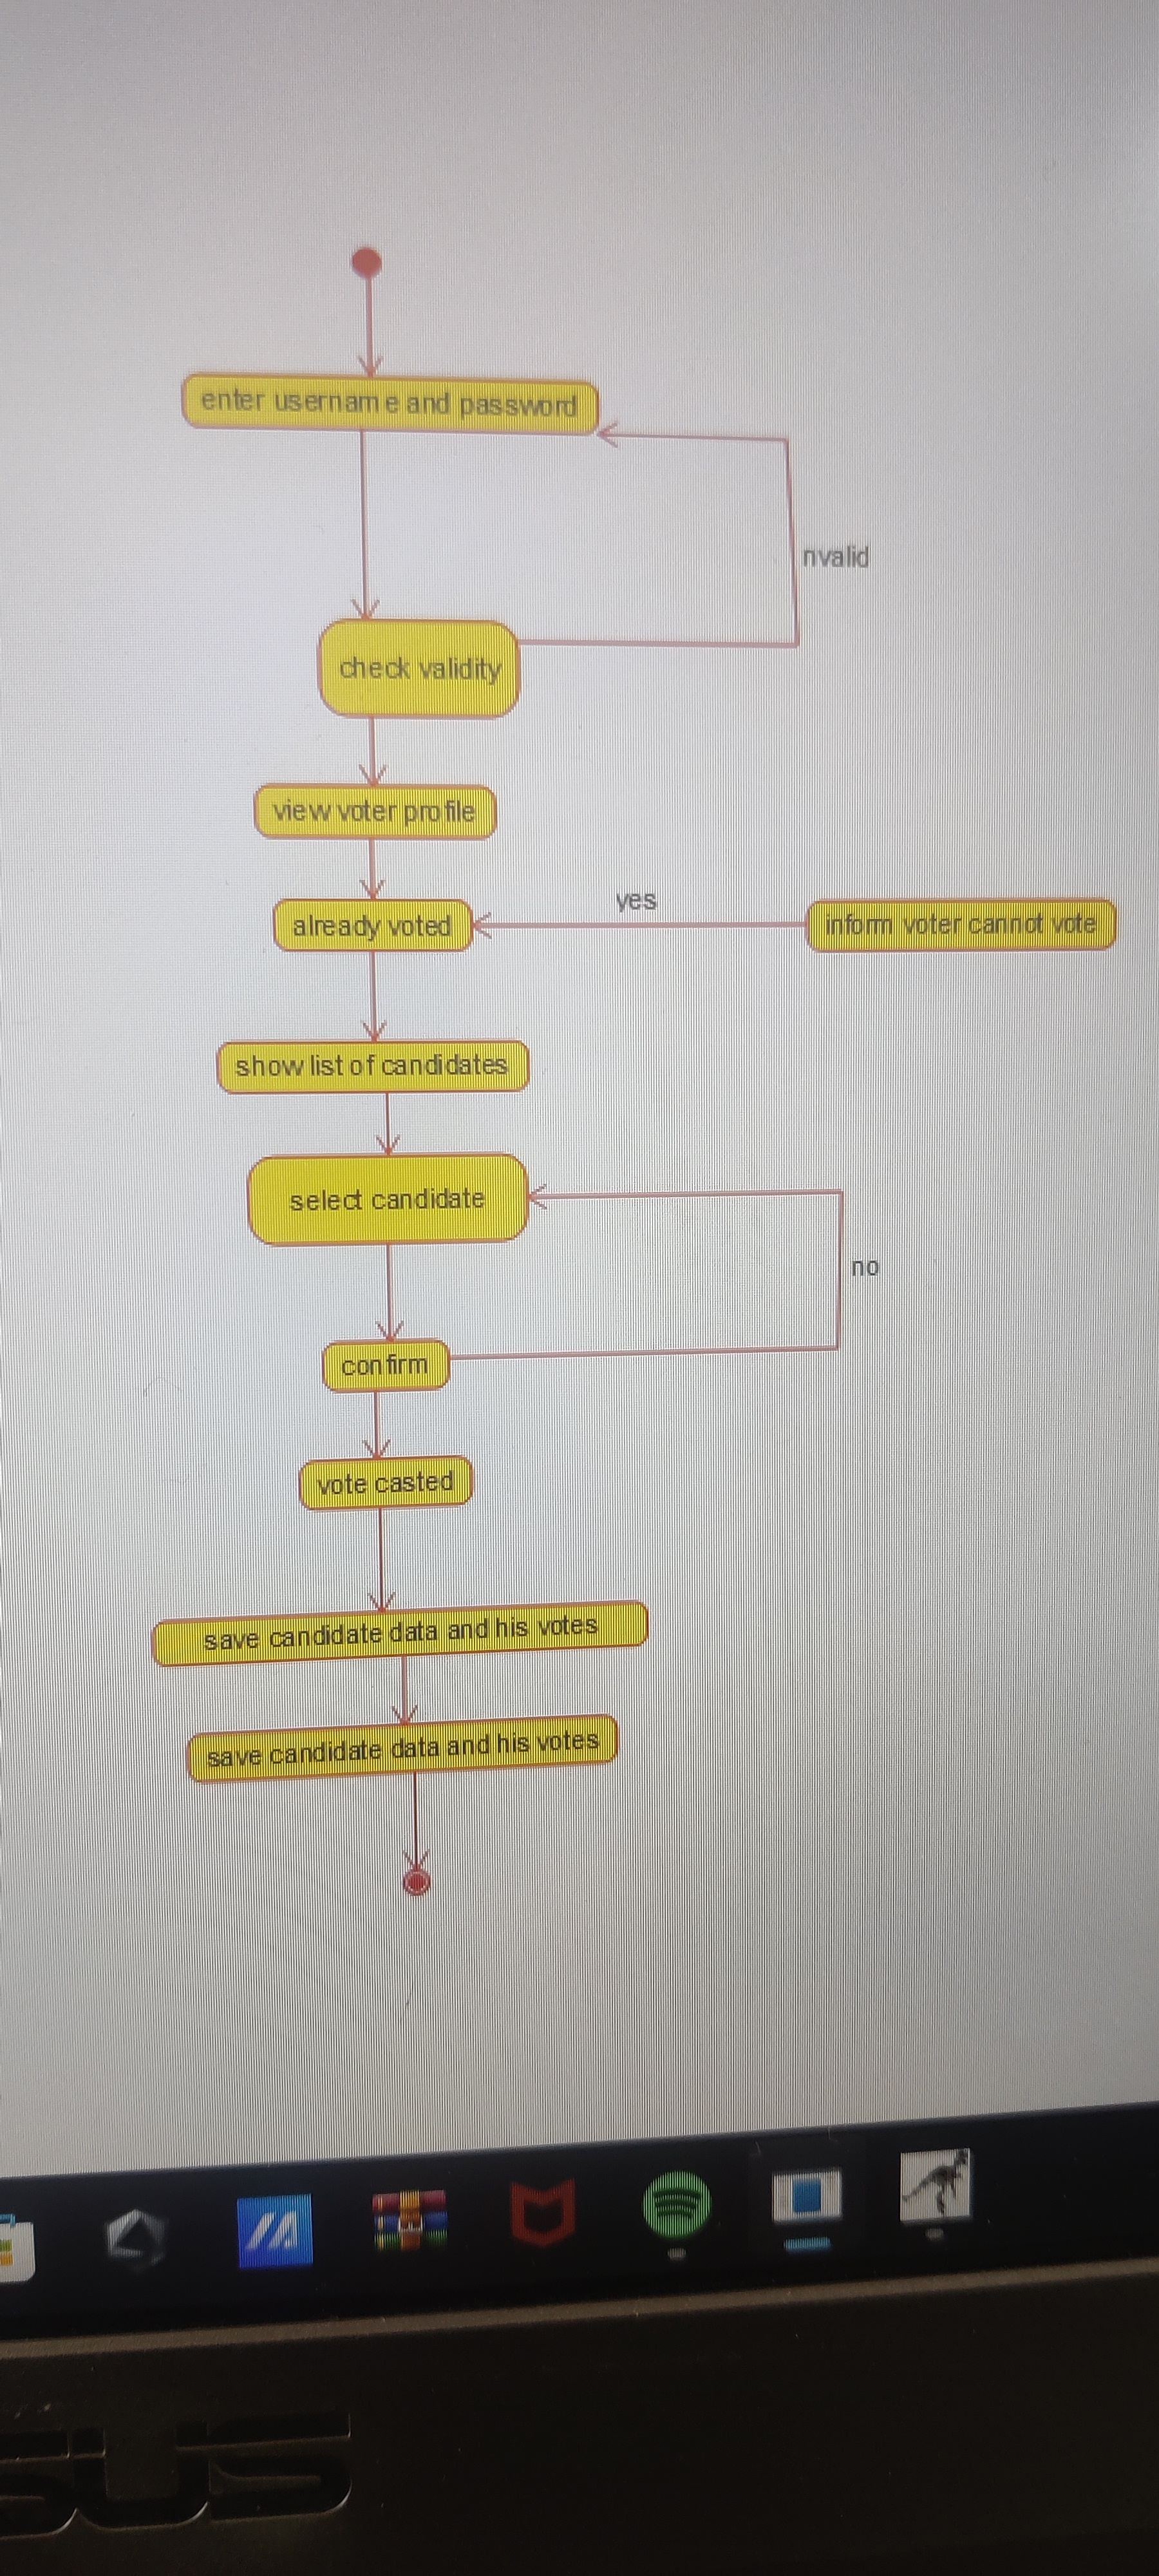 enter username and password
nvalid
check validity
view voter profile
already voted
yes
inform voter cannot vote
show list of candidates
select candidate
no
confirm
vote casted
save candidate data and his votes
save candidate data and his votes
SUS